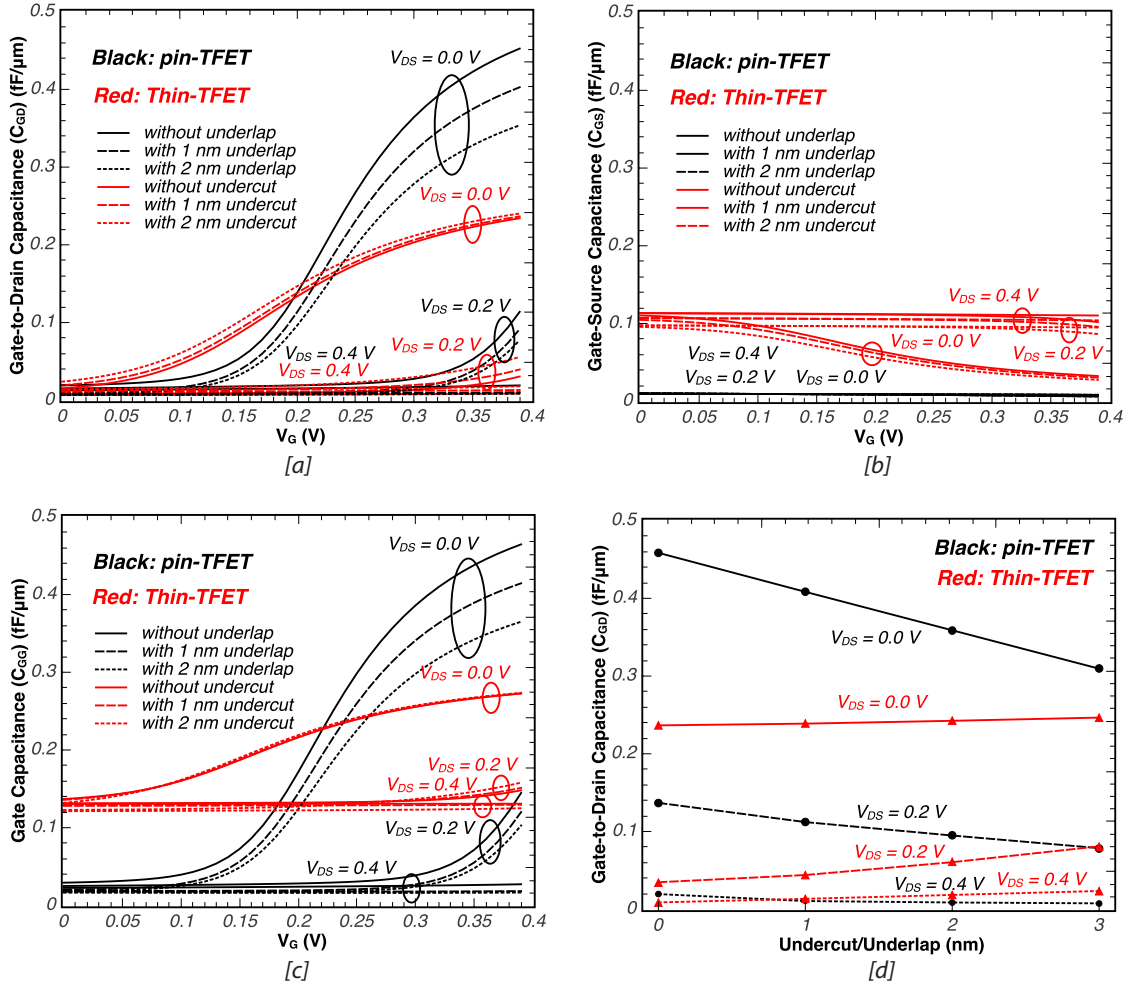 0.5
0.4
0.3
0.2
0.1
0
Gate-to-Drain Capacitance (CGD) (fF/μm)
Black: pin-TFET
Red: Thin-TFET
without underlap
with 1 nm underlap
with 2 nm underlap
without undercut
with 1 nm undercut
with 2 nm undercut
VDS = 0.0 V
VDS = 0.0 V
VDS = 0.2 V
VDS = 0.4 V
VDS = 0.2 V
VDS = 0.4 V
0 0.05 0.1 0.15 0.2 0.25 0.3 0.35 0.4
VG (V)
[a]
0.5
0.4
0.3
0.2
0.1
0
Gate-Source Capacitance (CGS) (fF/μm)
Black: pin-TFET
Red: Thin-TFET
without underlap
with 1 nm underlap
with 2 nm underlap
without undercut
with 1 nm undercut
with 2 nm undercut
VDS = 0.4 V
VDS = 0.4 V
VDS = 0.0 V
VDS = 0.2 V
VDS = 0.2 V
VDS = 0.0 V
0 0.05 0.1 0.15 0.2 0.25 0.3 0.35 0.4
VG (V)
[b]
0.5
0.4
0.3
0.2
0.1
0
Gate Capacitance (CGG) (fF/μm)
Black: pin-TFET
Red: Thin-TFET
without underlap
with 1 nm underlap
with 2 nm underlap
without undercut
with 1 nm undercut
with 2 nm undercut
VDS = 0.0 V
VDS = 0.0 V
VDS = 0.2 V
VDS = 0.4 V
VDS = 0.2 V
VDS = 0.4 V
0 0.05 0.1 0.15 0.2 0.25 0.3 0.35 0.4
VG (V)
[c]
0.5
0.4
0.3
0.2
0.1
0
Gate-to-Drain Capacitance (CGD) (fF/μm)
Black: pin-TFET
Red: Thin-TFET
VDS = 0.0 V
VDS = 0.0 V
VDS = 0.2 V
VDS = 0.2 V
VDS = 0.4 V
VDS = 0.4 V
0 1 2 3
Undercut/Underlap (nm)
[d]